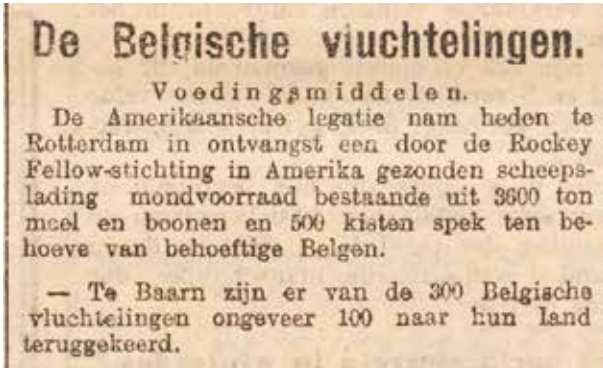 De Belgische vluchtelingen.
Voedingsmiddelen.
De Amerikaansche legatie nam heden te
Rotterdam in ontvangst een door de Rockey
Fellow-stichting in Amerika gezonden scheeps-
lading mondvoorraad bestaande uit 3600 ton
meel en boonen en 500 kisten spek ten be-
hoeve van behoeftige Belgen.
— Te Baarn zijn er van de 300 Belgische
vluchtelingen ongeveer 100 naar hun land
teruggekeerd.